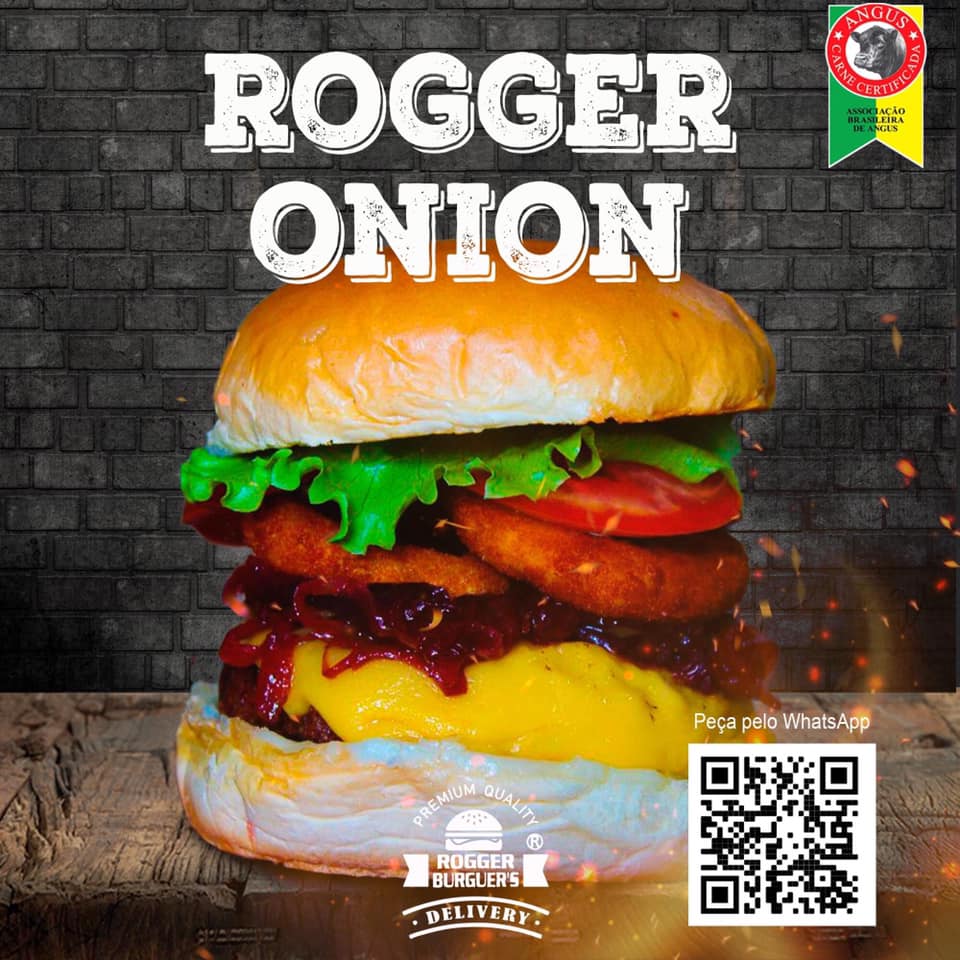 ROGGER
ONION
ANGUS
CARNE CERTIFICADA
ASSOCIAÇÃO
BRASILEIRA
DE ANGUS
Peça pelo WhatsApp
PREMIUM QUALITY
®
ROGGER
BURGUER'S
DELIVERY